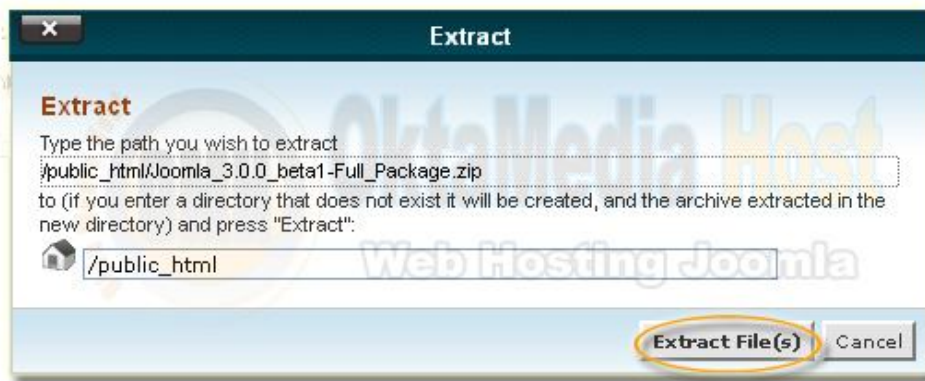 Extract
Extract
Type the path you wish to extract
/public_html/Joomla_3.0.0_beta1-Full_Package.zip
to (if you enter a directory that does not exist it will be created, and the archive extracted in the
new directory) and press "Extract":
/public_html
OktaMedia Host
Web Hosting Joomla
Extract File(s) Cancel